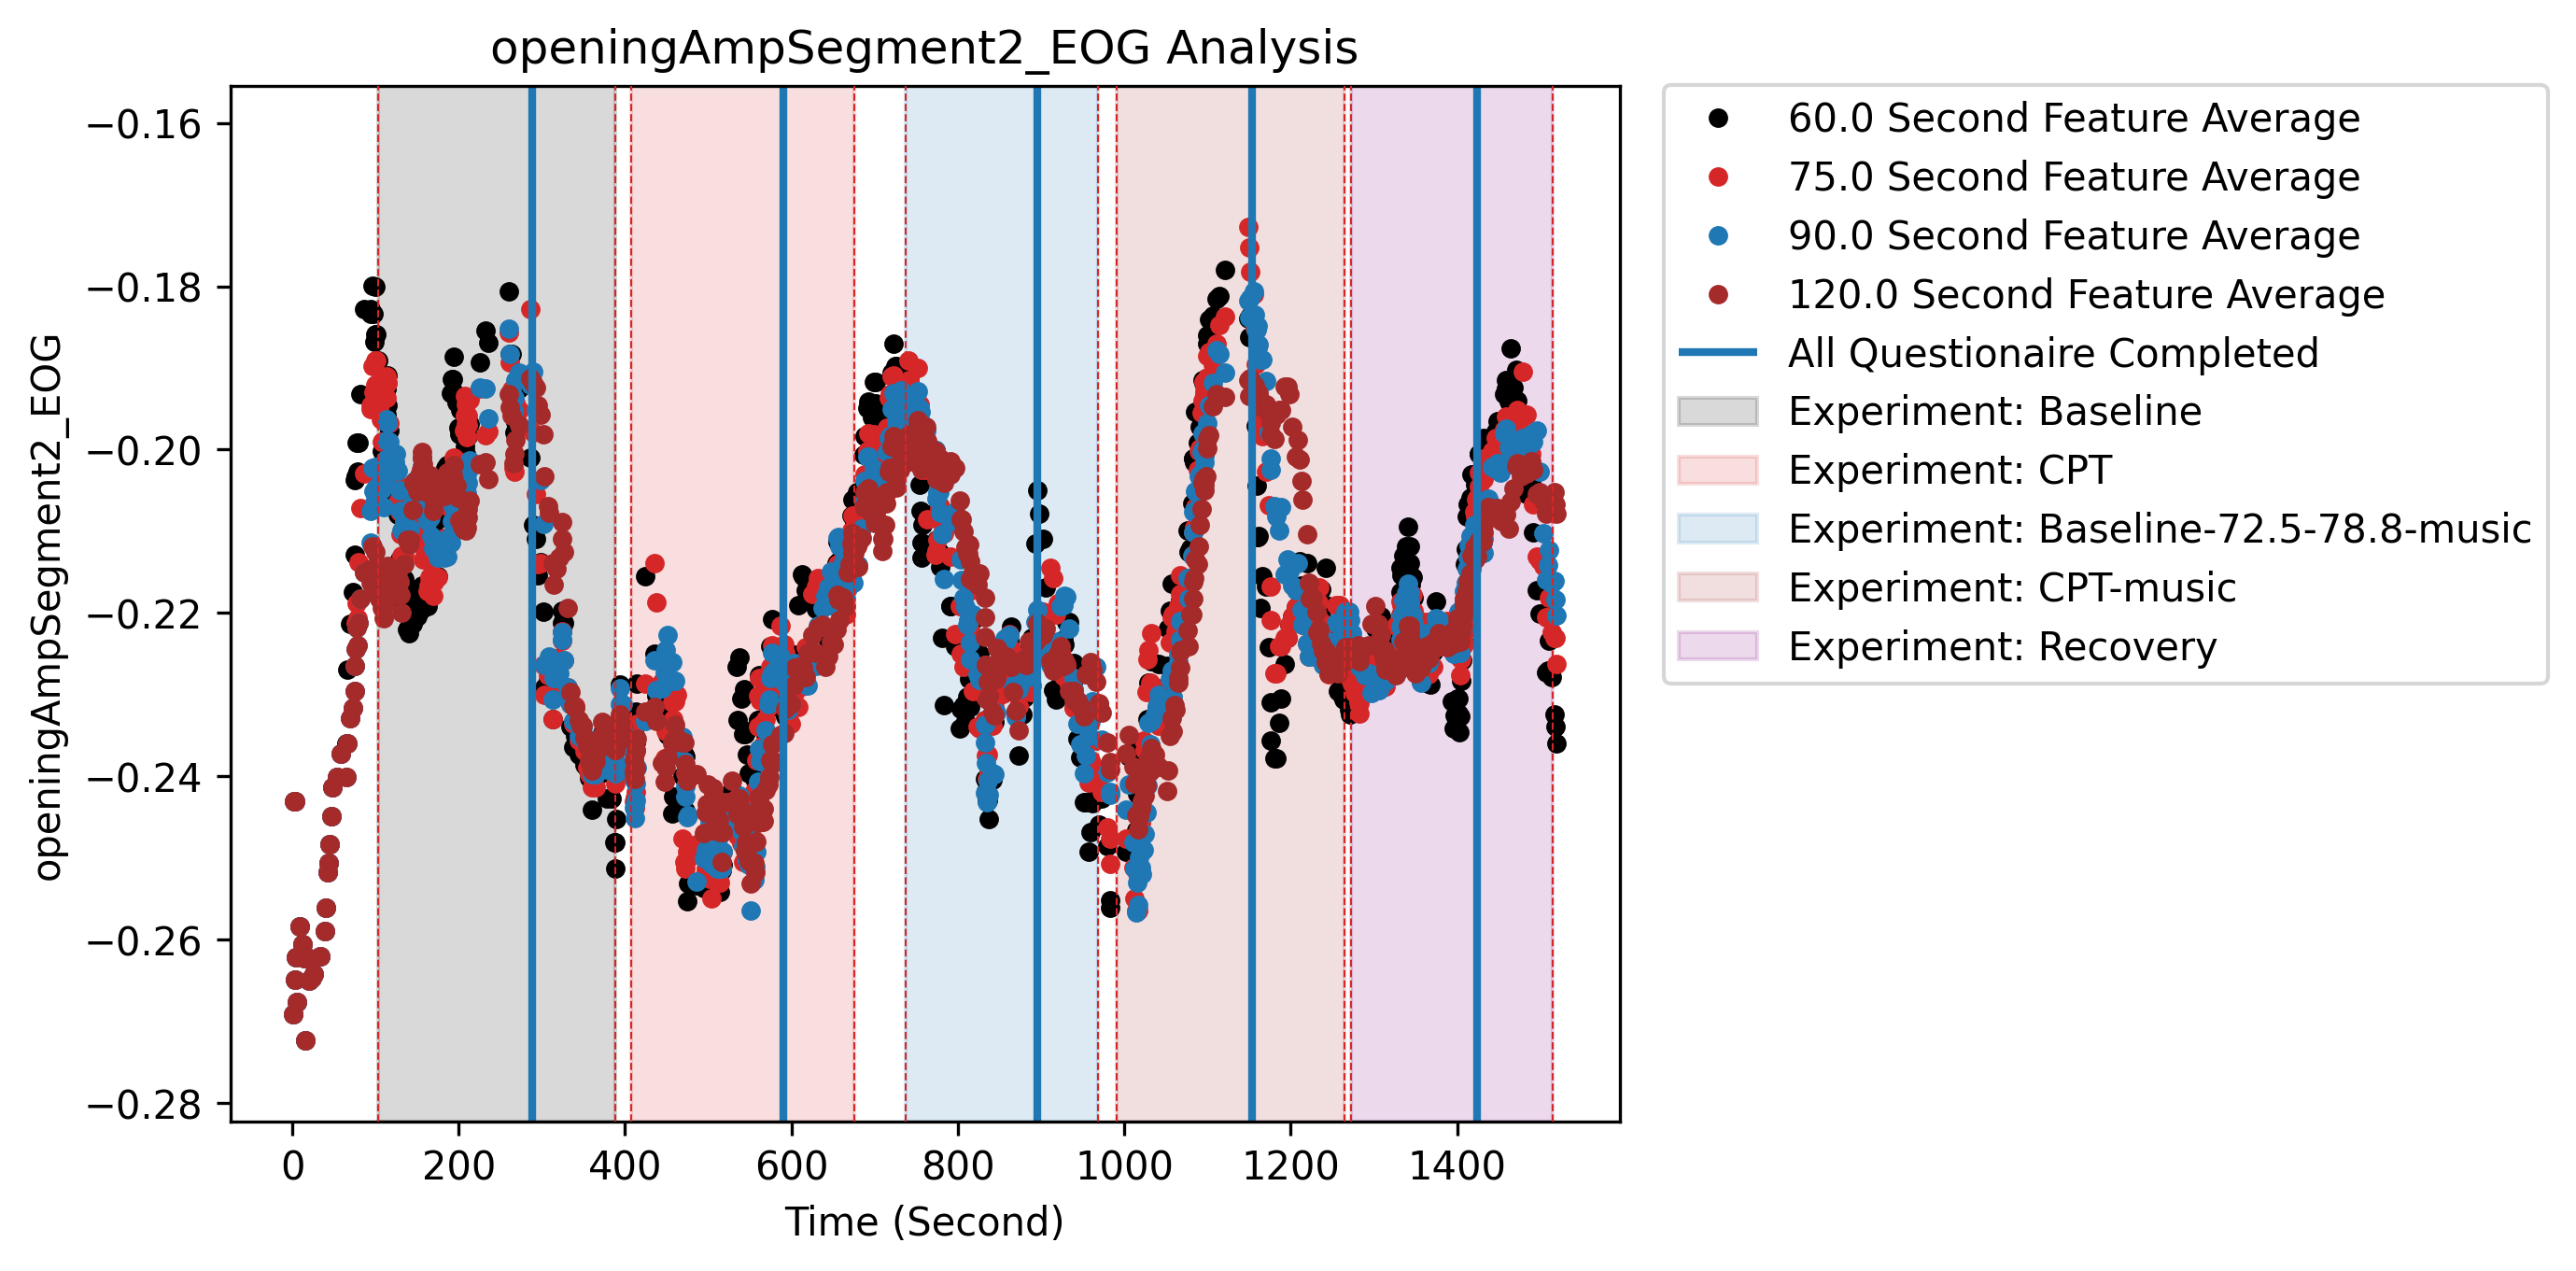 openingAmpSegment2_EOG Analysis
openingAmpSegment2_EOG
−0.16
−0.18
−0.20
−0.22
−0.24
−0.26
−0.28
0 200 400 600 800 1000 1200 1400
Time (Second)
60.0 Second Feature Average
75.0 Second Feature Average
90.0 Second Feature Average
120.0 Second Feature Average
All Questionaire Completed
Experiment: Baseline
Experiment: CPT
Experiment: Baseline-72.5-78.8-music
Experiment: CPT-music
Experiment: Recovery